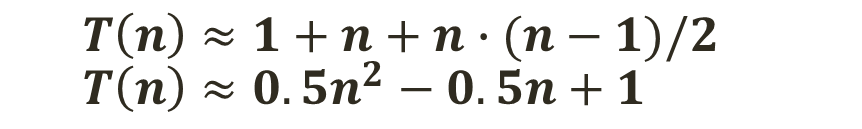 T(n) ≈ 1 + n + n · (n − 1)/2
T(n) ≈ 0.5n² − 0.5n + 1